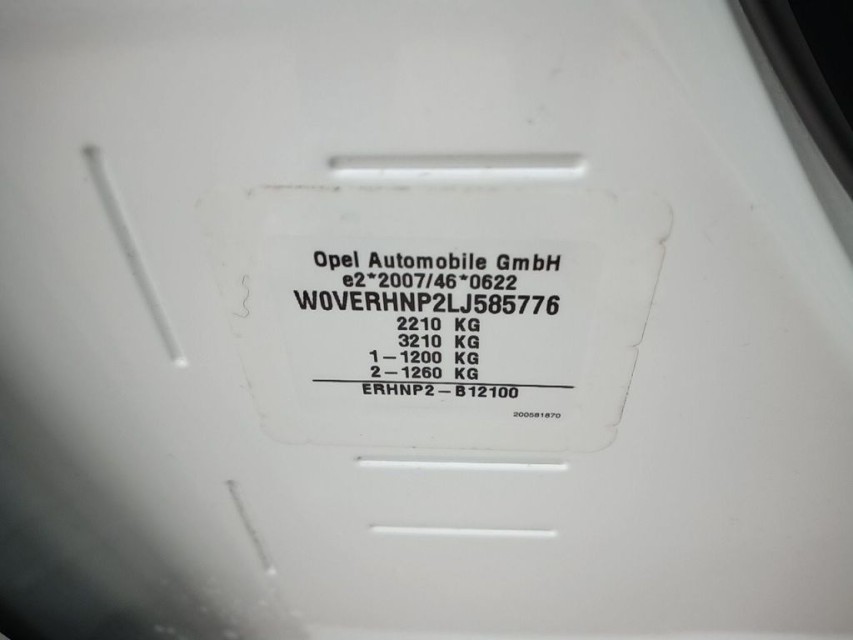 Opel Automobile GmbH
e2*2007/46*0622
W0VERHNP2LJ585776
2210 KG
3210 KG
1-1200 KG
2-1260 KG
ERHNP2-B12100
200581870